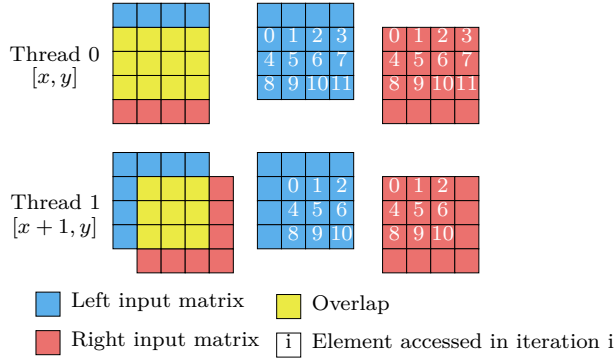 Thread 0
[x, y]
0 1 2 3
4 5 6 7
8 9 10 11
0 1 2 3
4 5 6 7
8 9 10 11
Thread 1
[x + 1, y]
0 1 2
4 5 6
8 9 10
0 1 2
4 5 6
8 9 10
Left input matrix
Overlap
Right input matrix
i Element accessed in iteration i